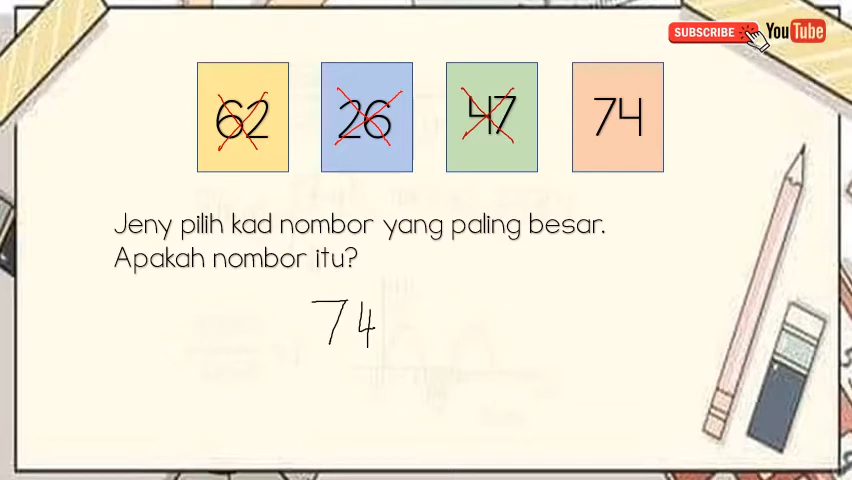 SUBSCRIBE YouTube
62 26 47 74
Jeny pilih kad nombor yang paling besar.
Apakah nombor itu?
74